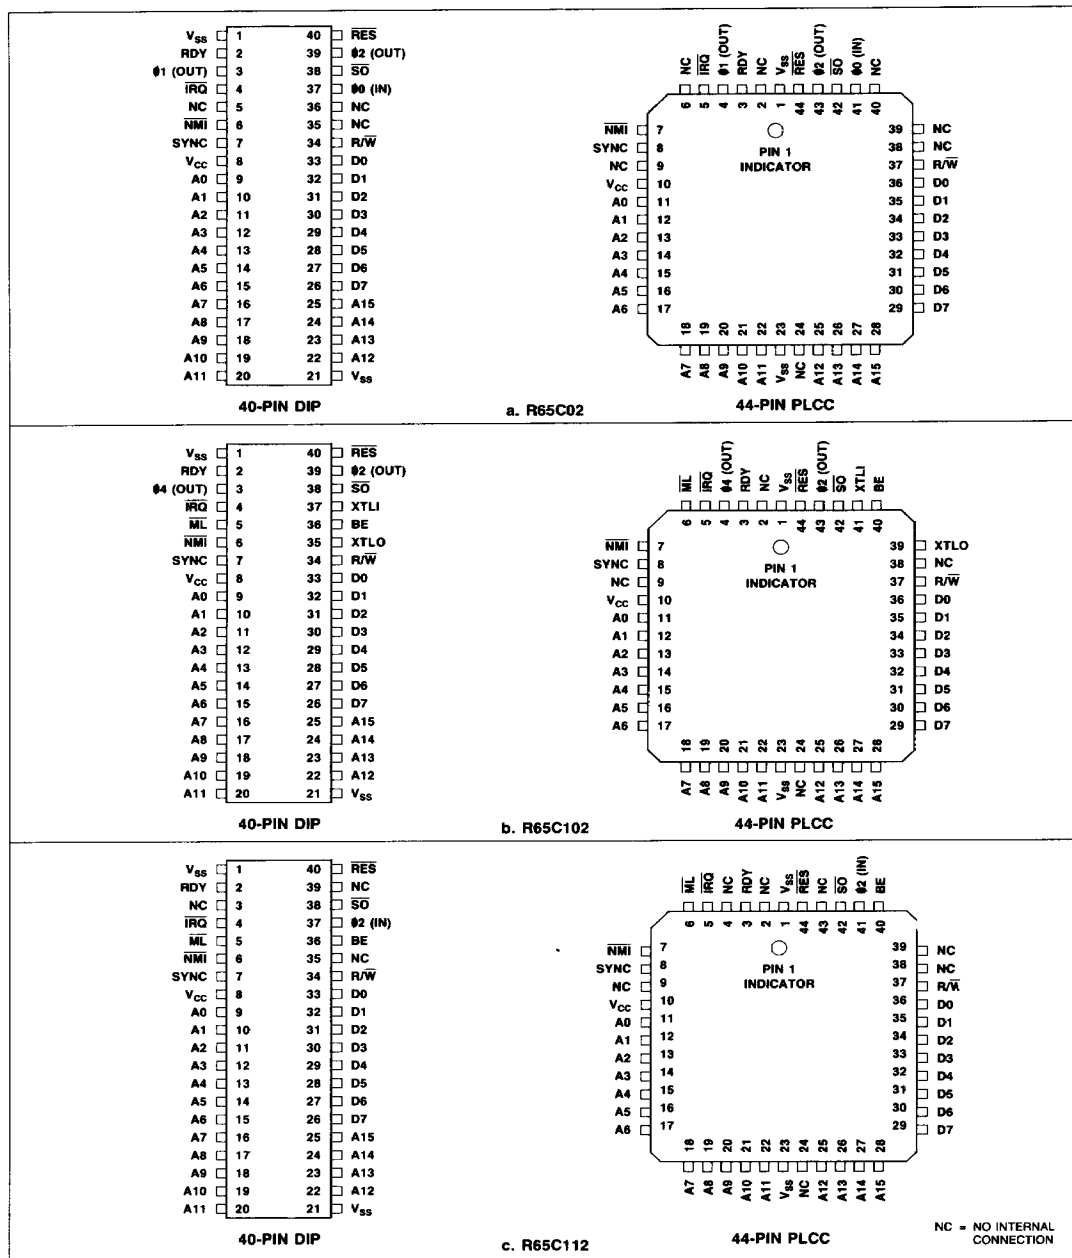 VSS 1 40 RES
RDY 2 39 ϕ2 (OUT)
ϕ1 (OUT) 3 38 SO
IRQ 4 37 ϕ0 (IN)
NC 5 36 NC
NMI 6 35 NC
SYNC 7 34 R/W
VCC 8 33 D0
A0 9 32 D1
A1 10 31 D2
A2 11 30 D3
A3 12 29 D4
A4 13 28 D5
A5 14 27 D6
A6 15 26 D7
A7 16 25 A15
A8 17 24 A14
A9 18 23 A13
A10 19 22 A12
A11 20 21 VSS
40-PIN DIP
NC IRQ ϕ1 (OUT) RDY NC VSS RES ϕ2 (OUT) SO ϕ0 (IN) NC
6 5 4 3 2 1 44 43 42 41 40
NMI 7 39 NC
SYNC 8 38 NC
NC 9 37 R/W
VCC 10 36 D0
A0 11 35 D1
A1 12 34 D2
A2 13 33 D3
A3 14 32 D4
A4 15 31 D5
A5 16 30 D6
A6 17 29 D7
PIN 1
INDICATOR
18 19 20 21 22 23 24 25 26 27 28
A7 A8 A9 A10 A11 VSS NC A12 A13 A14 A15
44-PIN PLCC
a. R65C02
VSS 1 40 RES
RDY 2 39 ϕ2 (OUT)
ϕ4 (OUT) 3 38 SO
IRQ 4 37 XTLI
ML 5 36 BE
NMI 6 35 XTLO
SYNC 7 34 R/W
VCC 8 33 D0
A0 9 32 D1
A1 10 31 D2
A2 11 30 D3
A3 12 29 D4
A4 13 28 D5
A5 14 27 D6
A6 15 26 D7
A7 16 25 A15
A8 17 24 A14
A9 18 23 A13
A10 19 22 A12
A11 20 21 VSS
40-PIN DIP
ML IRQ ϕ4 (OUT) RDY NC VSS RES ϕ2 (OUT) SO XTLI BE
6 5 4 3 2 1 44 43 42 41 40
NMI 7 39 XTLO
SYNC 8 38 NC
NC 9 37 R/W
VCC 10 36 D0
A0 11 35 D1
A1 12 34 D2
A2 13 33 D3
A3 14 32 D4
A4 15 31 D5
A5 16 30 D6
A6 17 29 D7
PIN 1
INDICATOR
18 19 20 21 22 23 24 25 26 27 28
A7 A8 A9 A10 A11 VSS NC A12 A13 A14 A15
44-PIN PLCC
b. R65C102
VSS 1 40 RES
RDY 2 39 NC
NC 3 38 SO
IRQ 4 37 ϕ2 (IN)
ML 5 36 BE
NMI 6 35 NC
SYNC 7 34 R/W
VCC 8 33 D0
A0 9 32 D1
A1 10 31 D2
A2 11 30 D3
A3 12 29 D4
A4 13 28 D5
A5 14 27 D6
A6 15 26 D7
A7 16 25 A15
A8 17 24 A14
A9 18 23 A13
A10 19 22 A12
A11 20 21 VSS
40-PIN DIP
ML IRQ NC RDY NC VSS RES NC SO ϕ2 (IN) BE
6 5 4 3 2 1 44 43 42 41 40
NMI 7 39 NC
SYNC 8 38 NC
NC 9 37 R/W
VCC 10 36 D0
A0 11 35 D1
A1 12 34 D2
A2 13 33 D3
A3 14 32 D4
A4 15 31 D5
A5 16 30 D6
A6 17 29 D7
PIN 1
INDICATOR
18 19 20 21 22 23 24 25 26 27 28
A7 A8 A9 A10 A11 VSS NC A12 A13 A14 A15
44-PIN PLCC
c. R65C112
NC = NO INTERNAL
CONNECTION